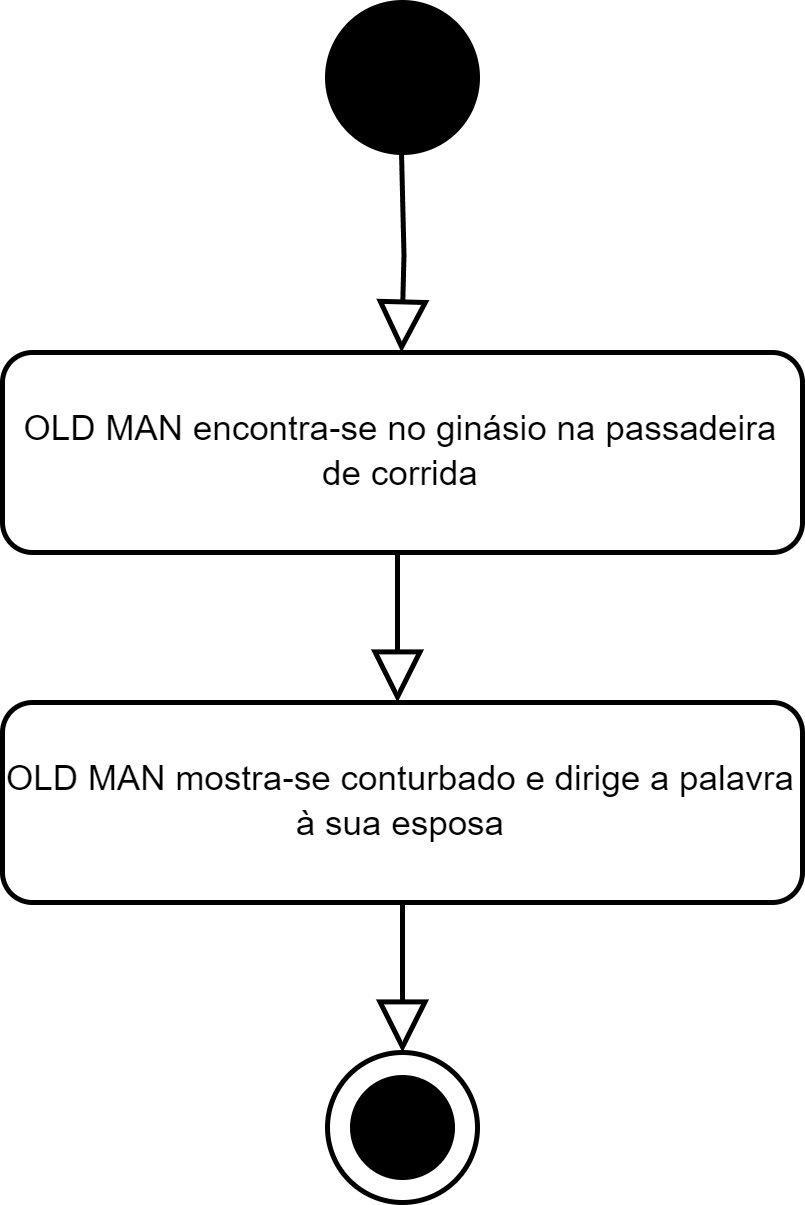 OLD MAN encontra-se no ginásio na passadeira
de corrida
OLD MAN mostra-se conturbado e dirige a palavra
à sua esposa